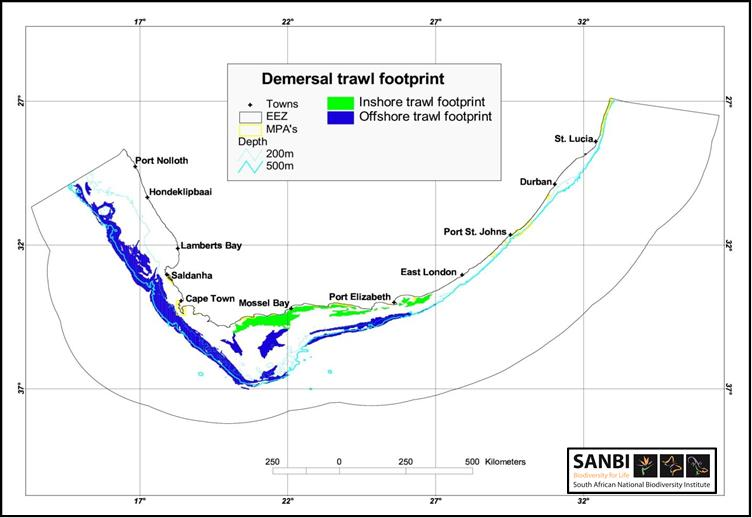 17° 22° 27° 32°
Demersal trawl footprint
Towns
EEZ
MPA's
Depth
200m
500m
Inshore trawl footprint
Offshore trawl footprint
27° 27°
St. Lucia
Port Nolloth
Durban
Hondeklipbaai
Port St. Johns
32° 32°
Lamberts Bay
East London
Saldanha
Cape Town
Mossel Bay
Port Elizabeth
37° 37°
250 0 250 500 Kilometers
SANBI
Biodiversity for Life
South African National Biodiversity Institute
17° 22° 27° 32°